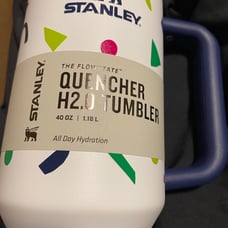 STANLEY
THE FLOWSTATE™
QUENCHER
H2.0 TUMBLER
40 OZ | 1.18 L
STANLEY
All Day Hydration